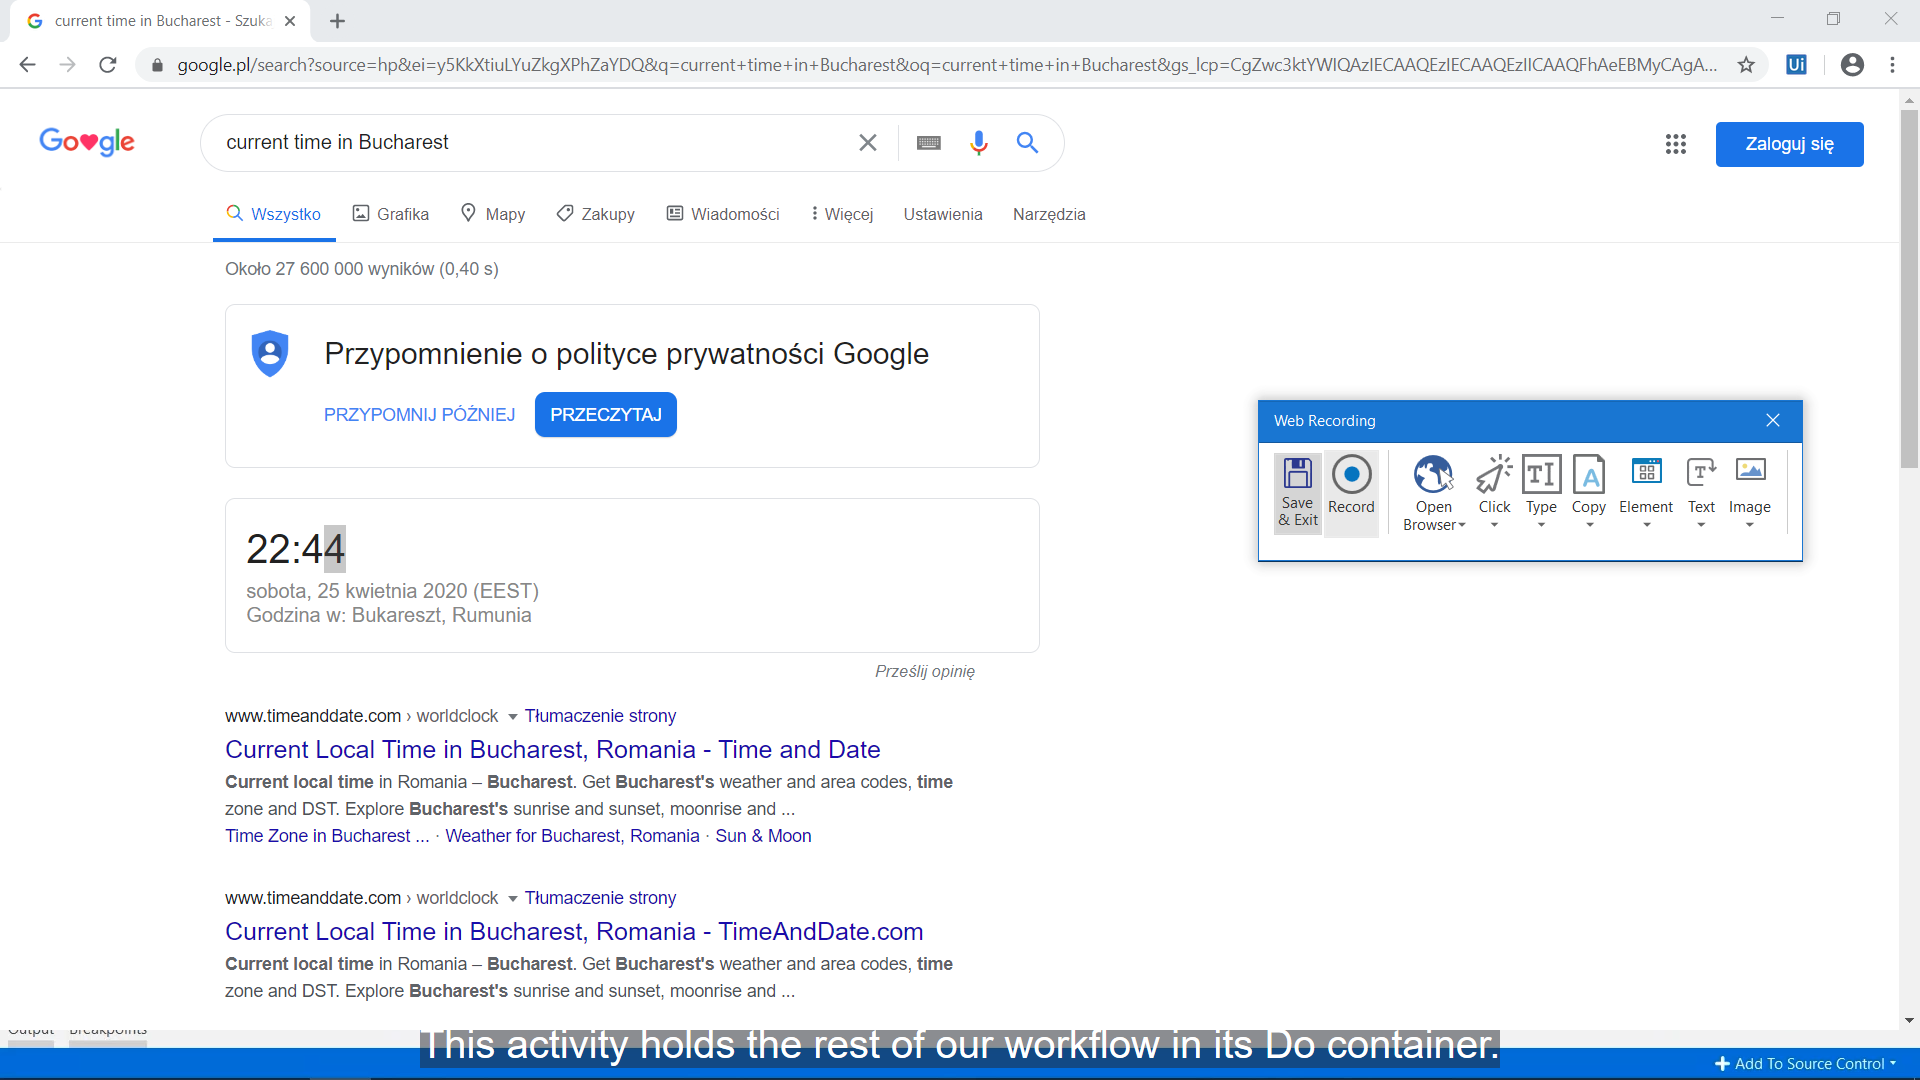 current time in Bucharest - Szuka
google.pl/search?source=hp&ei=y5KkXtiuLYuZkgXPhZaYDQ&q=current+time+in+Bucharest&oq=current+time+in+Bucharest&gs_lcp=CgZwc3ktYWIQAzIECAAQEzIECAAQEzIICAAQFhAeEBMyCAgA...
Ui
Google
current time in Bucharest
Zaloguj się
Wszystko Grafika Mapy Zakupy Wiadomości Więcej Ustawienia Narzędzia
Około 27 600 000 wyników (0,40 s)
Przypomnienie o polityce prywatności Google
PRZYPOMNIJ PÓŹNIEJ PRZECZYTAJ
22:44
sobota, 25 kwietnia 2020 (EEST)
Godzina w: Bukareszt, Rumunia
Prześlij opinię
www.timeanddate.com › worldclock Tłumaczenie strony
Current Local Time in Bucharest, Romania - Time and Date
Current local time in Romania – Bucharest. Get Bucharest's weather and area codes, time
zone and DST. Explore Bucharest's sunrise and sunset, moonrise and ...
Time Zone in Bucharest ... · Weather for Bucharest, Romania · Sun & Moon
www.timeanddate.com › worldclock Tłumaczenie strony
Current Local Time in Bucharest, Romania - TimeAndDate.com
Current local time in Romania – Bucharest. Get Bucharest's weather and area codes, time
zone and DST. Explore Bucharest's sunrise and sunset, moonrise and ...
Web Recording
Save
& Exit
Record
Open
Browser
Click
Type
Copy
Element
Text
Image
Output Breakpoints
This activity holds the rest of our workflow in its Do container.
Add To Source Control